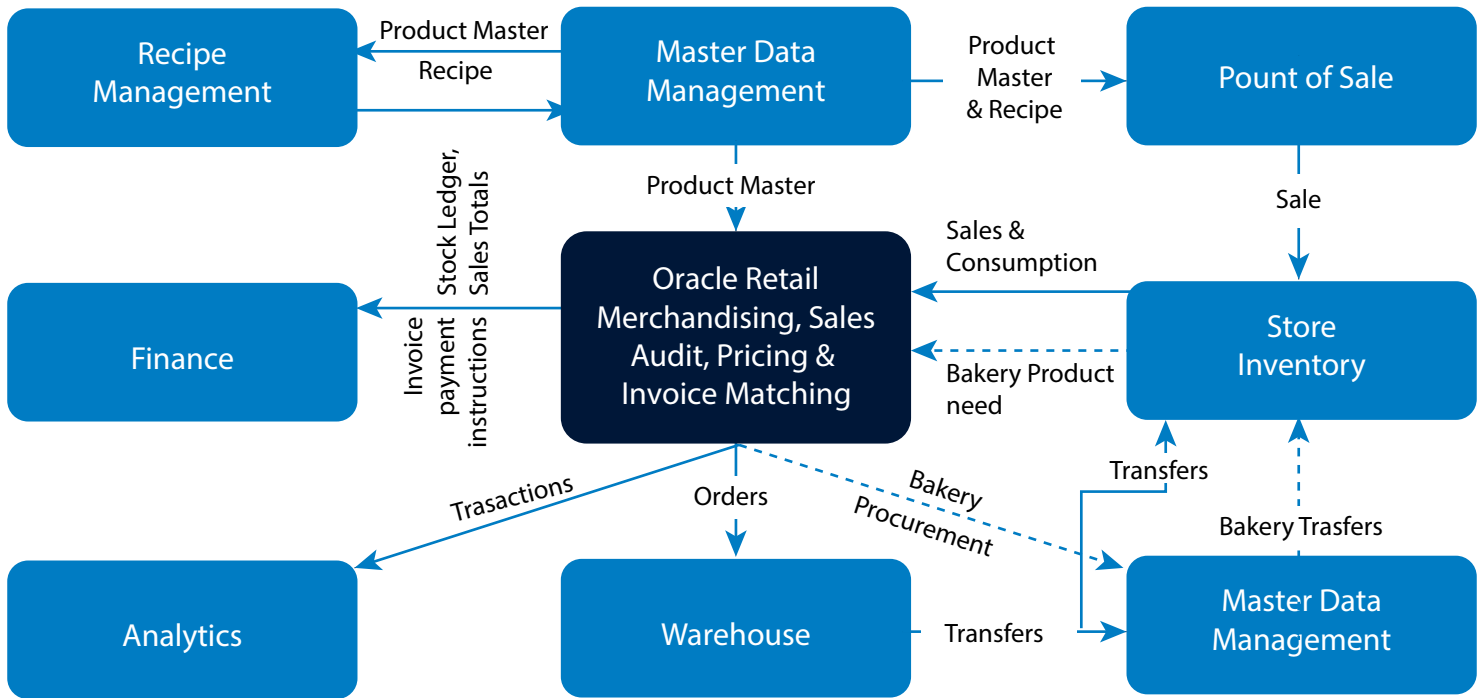 Recipe
Management
Product Master
Recipe
Master Data
Management
Product
Master
& Recipe
Pount of Sale
Product Master
Sale
Stock Ledger,
Sales Totals
Invoice
payment
instructions
Finance
Oracle Retail
Merchandising, Sales
Audit, Pricing &
Invoice Matching
Sales &
Consumption
Bakery Product
need
Store
Inventory
Trasactions
Orders
Bakery
Procurement
Transfers
Bakery Trasfers
Analytics
Warehouse
Transfers
Master Data
Management